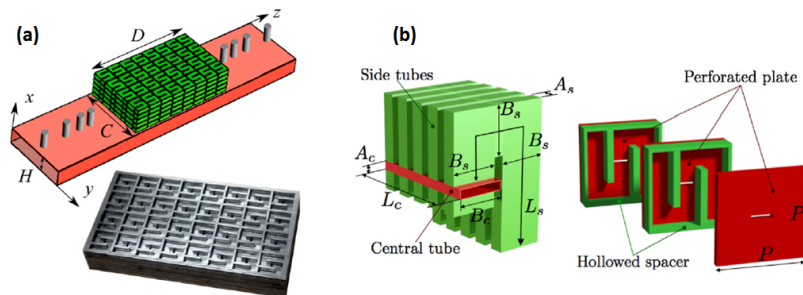 (a)
D
z
x
C
H
y
(b)
Side tubes
A_s
B_s
B_s
B_s
A_c
L_c
B_c
L_s
Central tube
Perforated plate
P
P
Hollowed spacer